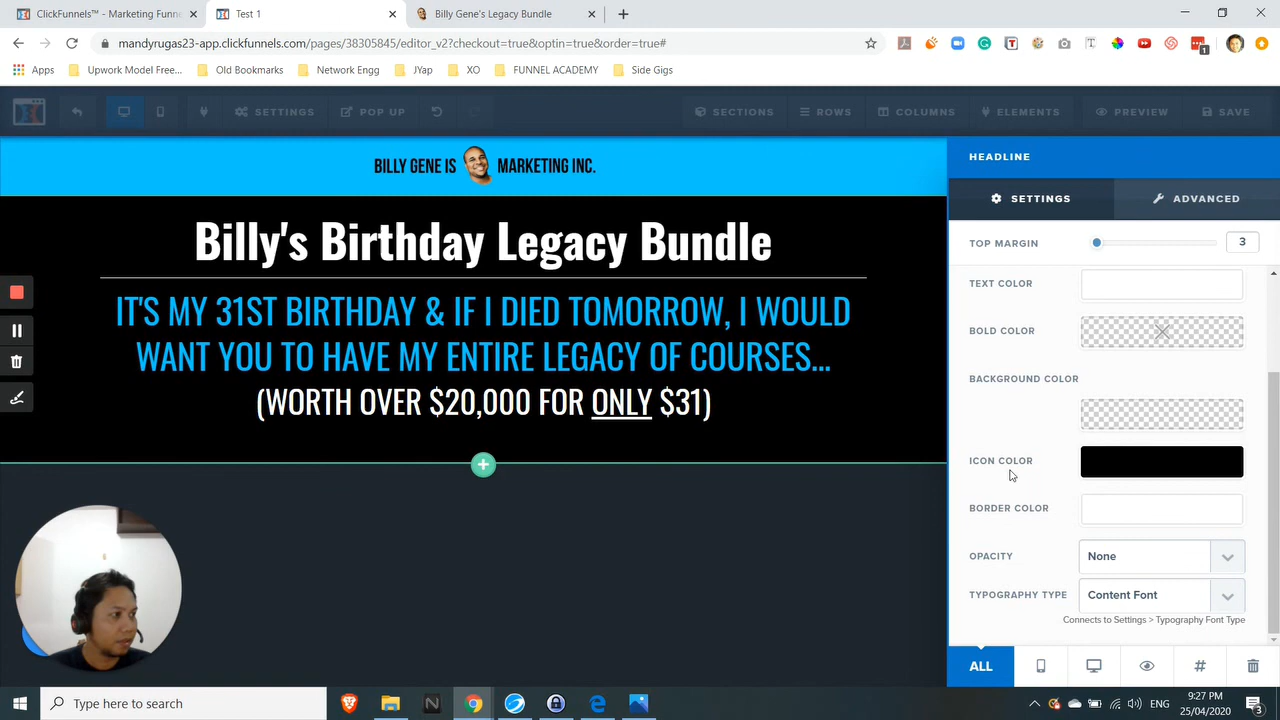 ClickFunnels™ - Marketing Funne
Test 1
Billy Gene's Legacy Bundle
mandyrugas23-app.clickfunnels.com/pages/38305845/editor_v2?checkout=true&optin=true&order=true#
Apps
Upwork Model Free...
Old Bookmarks
Network Engg
JYap
XO
FUNNEL ACADEMY
Side Gigs
SETTINGS
POP UP
SECTIONS
ROWS
COLUMNS
ELEMENTS
PREVIEW
SAVE
BILLY GENE IS MARKETING INC.
Billy's Birthday Legacy Bundle
IT'S MY 31ST BIRTHDAY & IF I DIED TOMORROW, I WOULD
WANT YOU TO HAVE MY ENTIRE LEGACY OF COURSES...
(WORTH OVER $20,000 FOR ONLY $31)
HEADLINE
SETTINGS
ADVANCED
TOP MARGIN
3
TEXT COLOR
BOLD COLOR
BACKGROUND COLOR
ICON COLOR
BORDER COLOR
OPACITY
None
TYPOGRAPHY TYPE
Content Font
Connects to Settings > Typography Font Type
ALL
#
Type here to search
ENG
9:27 PM
25/04/2020
3